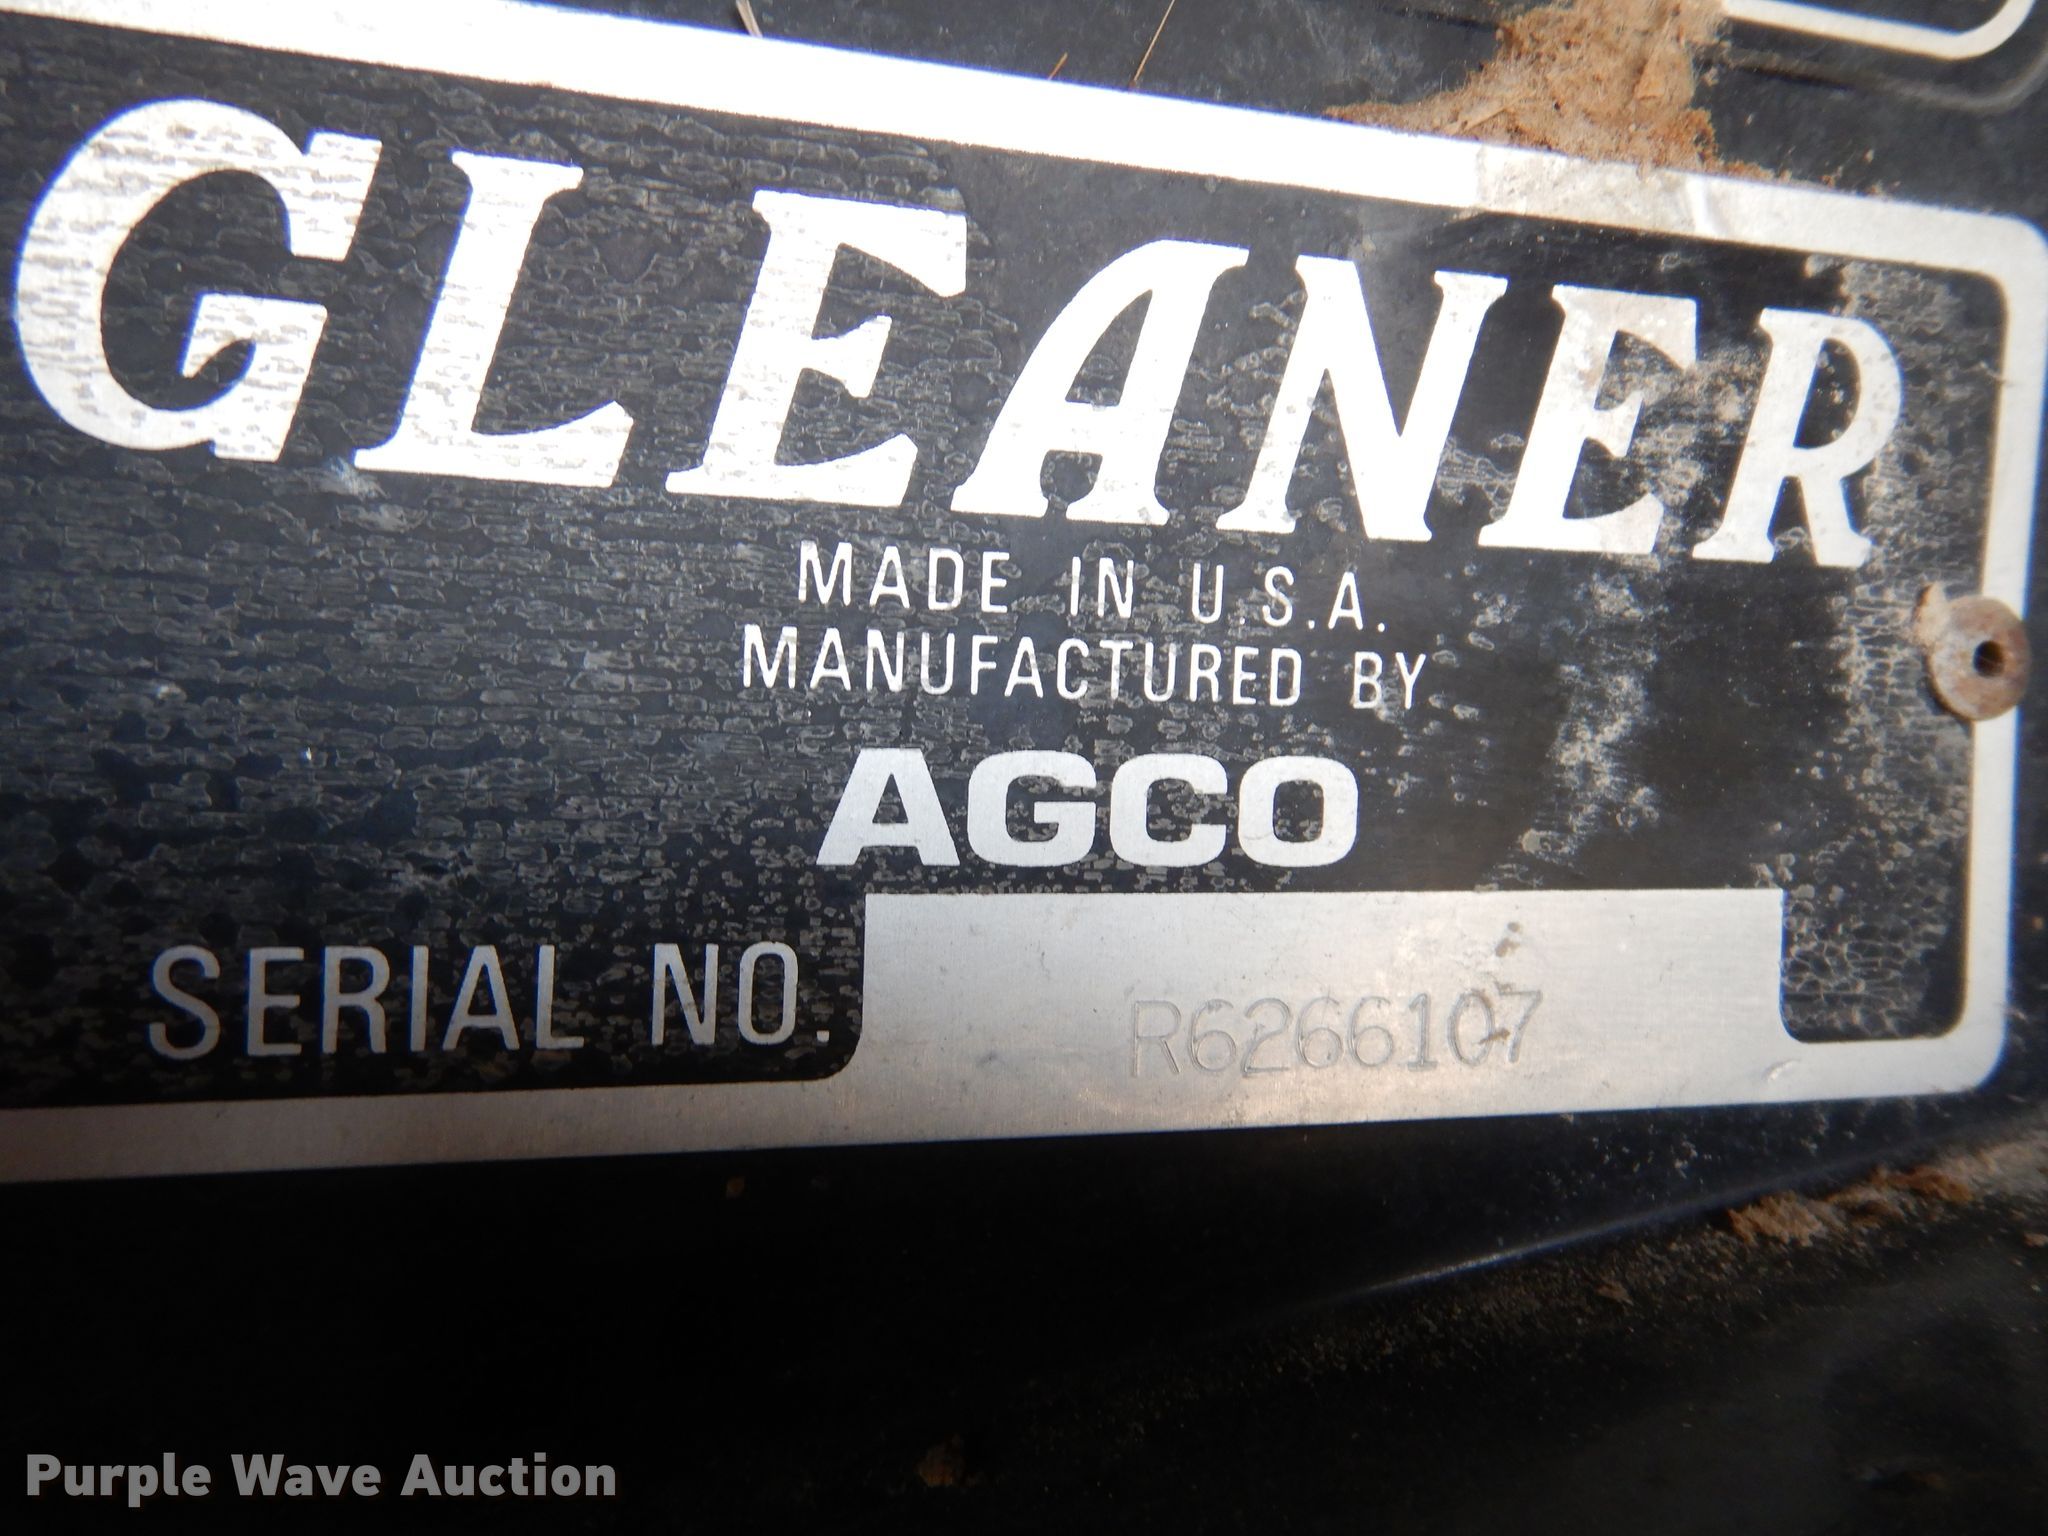 GLEANER
MADE IN U.S.A.
MANUFACTURED BY
AGCO
SERIAL NO. R6266107
Purple Wave Auction